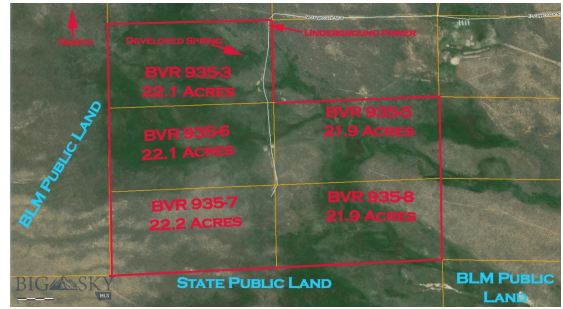 North
Developed Spring
Underground power
BVR 935-3
22.1 Acres
BVR 935-5
21.9 Acres
BVR 935-6
22.1 Acres
BLM Public Land
BVR 935-7
22.2 Acres
BVR 935-8
21.9 Acres
BIG SKY
MLS
State Public Land
BLM Public
Land